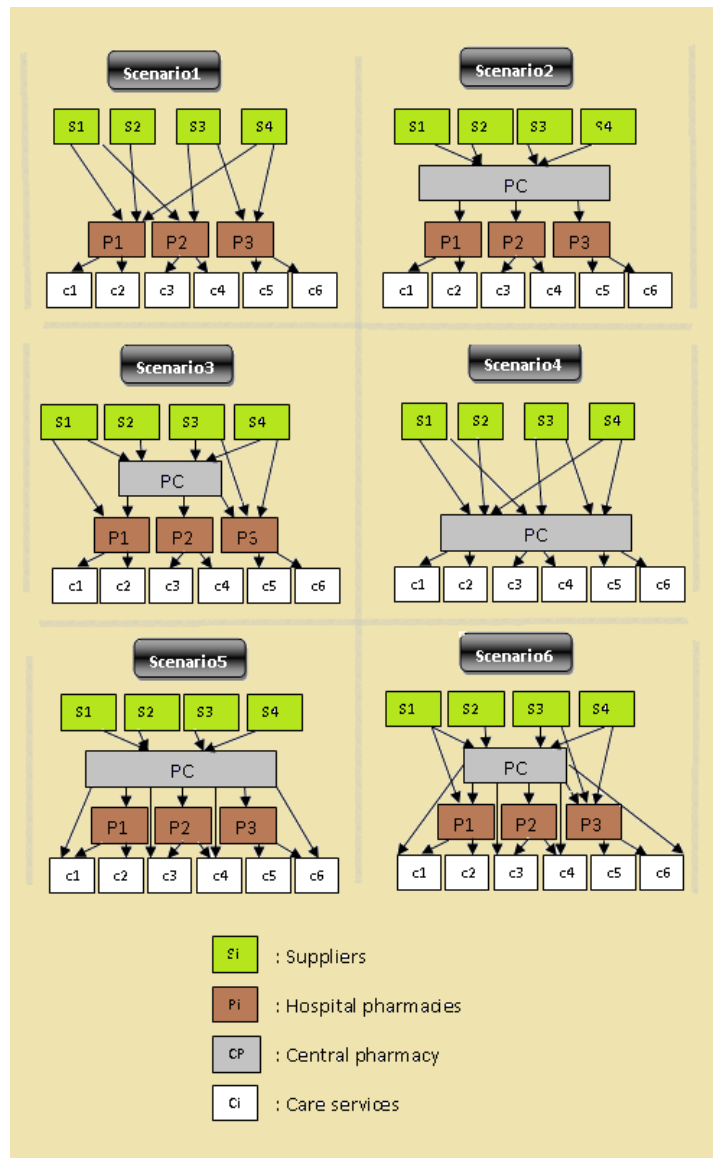 Scenario1
Scenario2
S1 S2 S3 S4
S1 S2 S3 S4
PC
P1 P2 P3
P1 P2 P3
c1 c2 c3 c4 c5 c6
c1 c2 c3 c4 c5 c6
Scenario3
Scenario4
S1 S2 S3 S4
S1 S2 S3 S4
PC
PC
P1 P2 P3
c1 c2 c3 c4 c5 c6
c1 c2 c3 c4 c5 c6
Scenario5
Scenario6
S1 S2 S3 S4
S1 S2 S3 S4
PC
PC
P1 P2 P3
P1 P2 P3
c1 c2 c3 c4 c5 c6
c1 c2 c3 c4 c5 c6
Si : Suppliers
Pi : Hospital pharmacies
CP : Central pharmacy
Ci : Care services